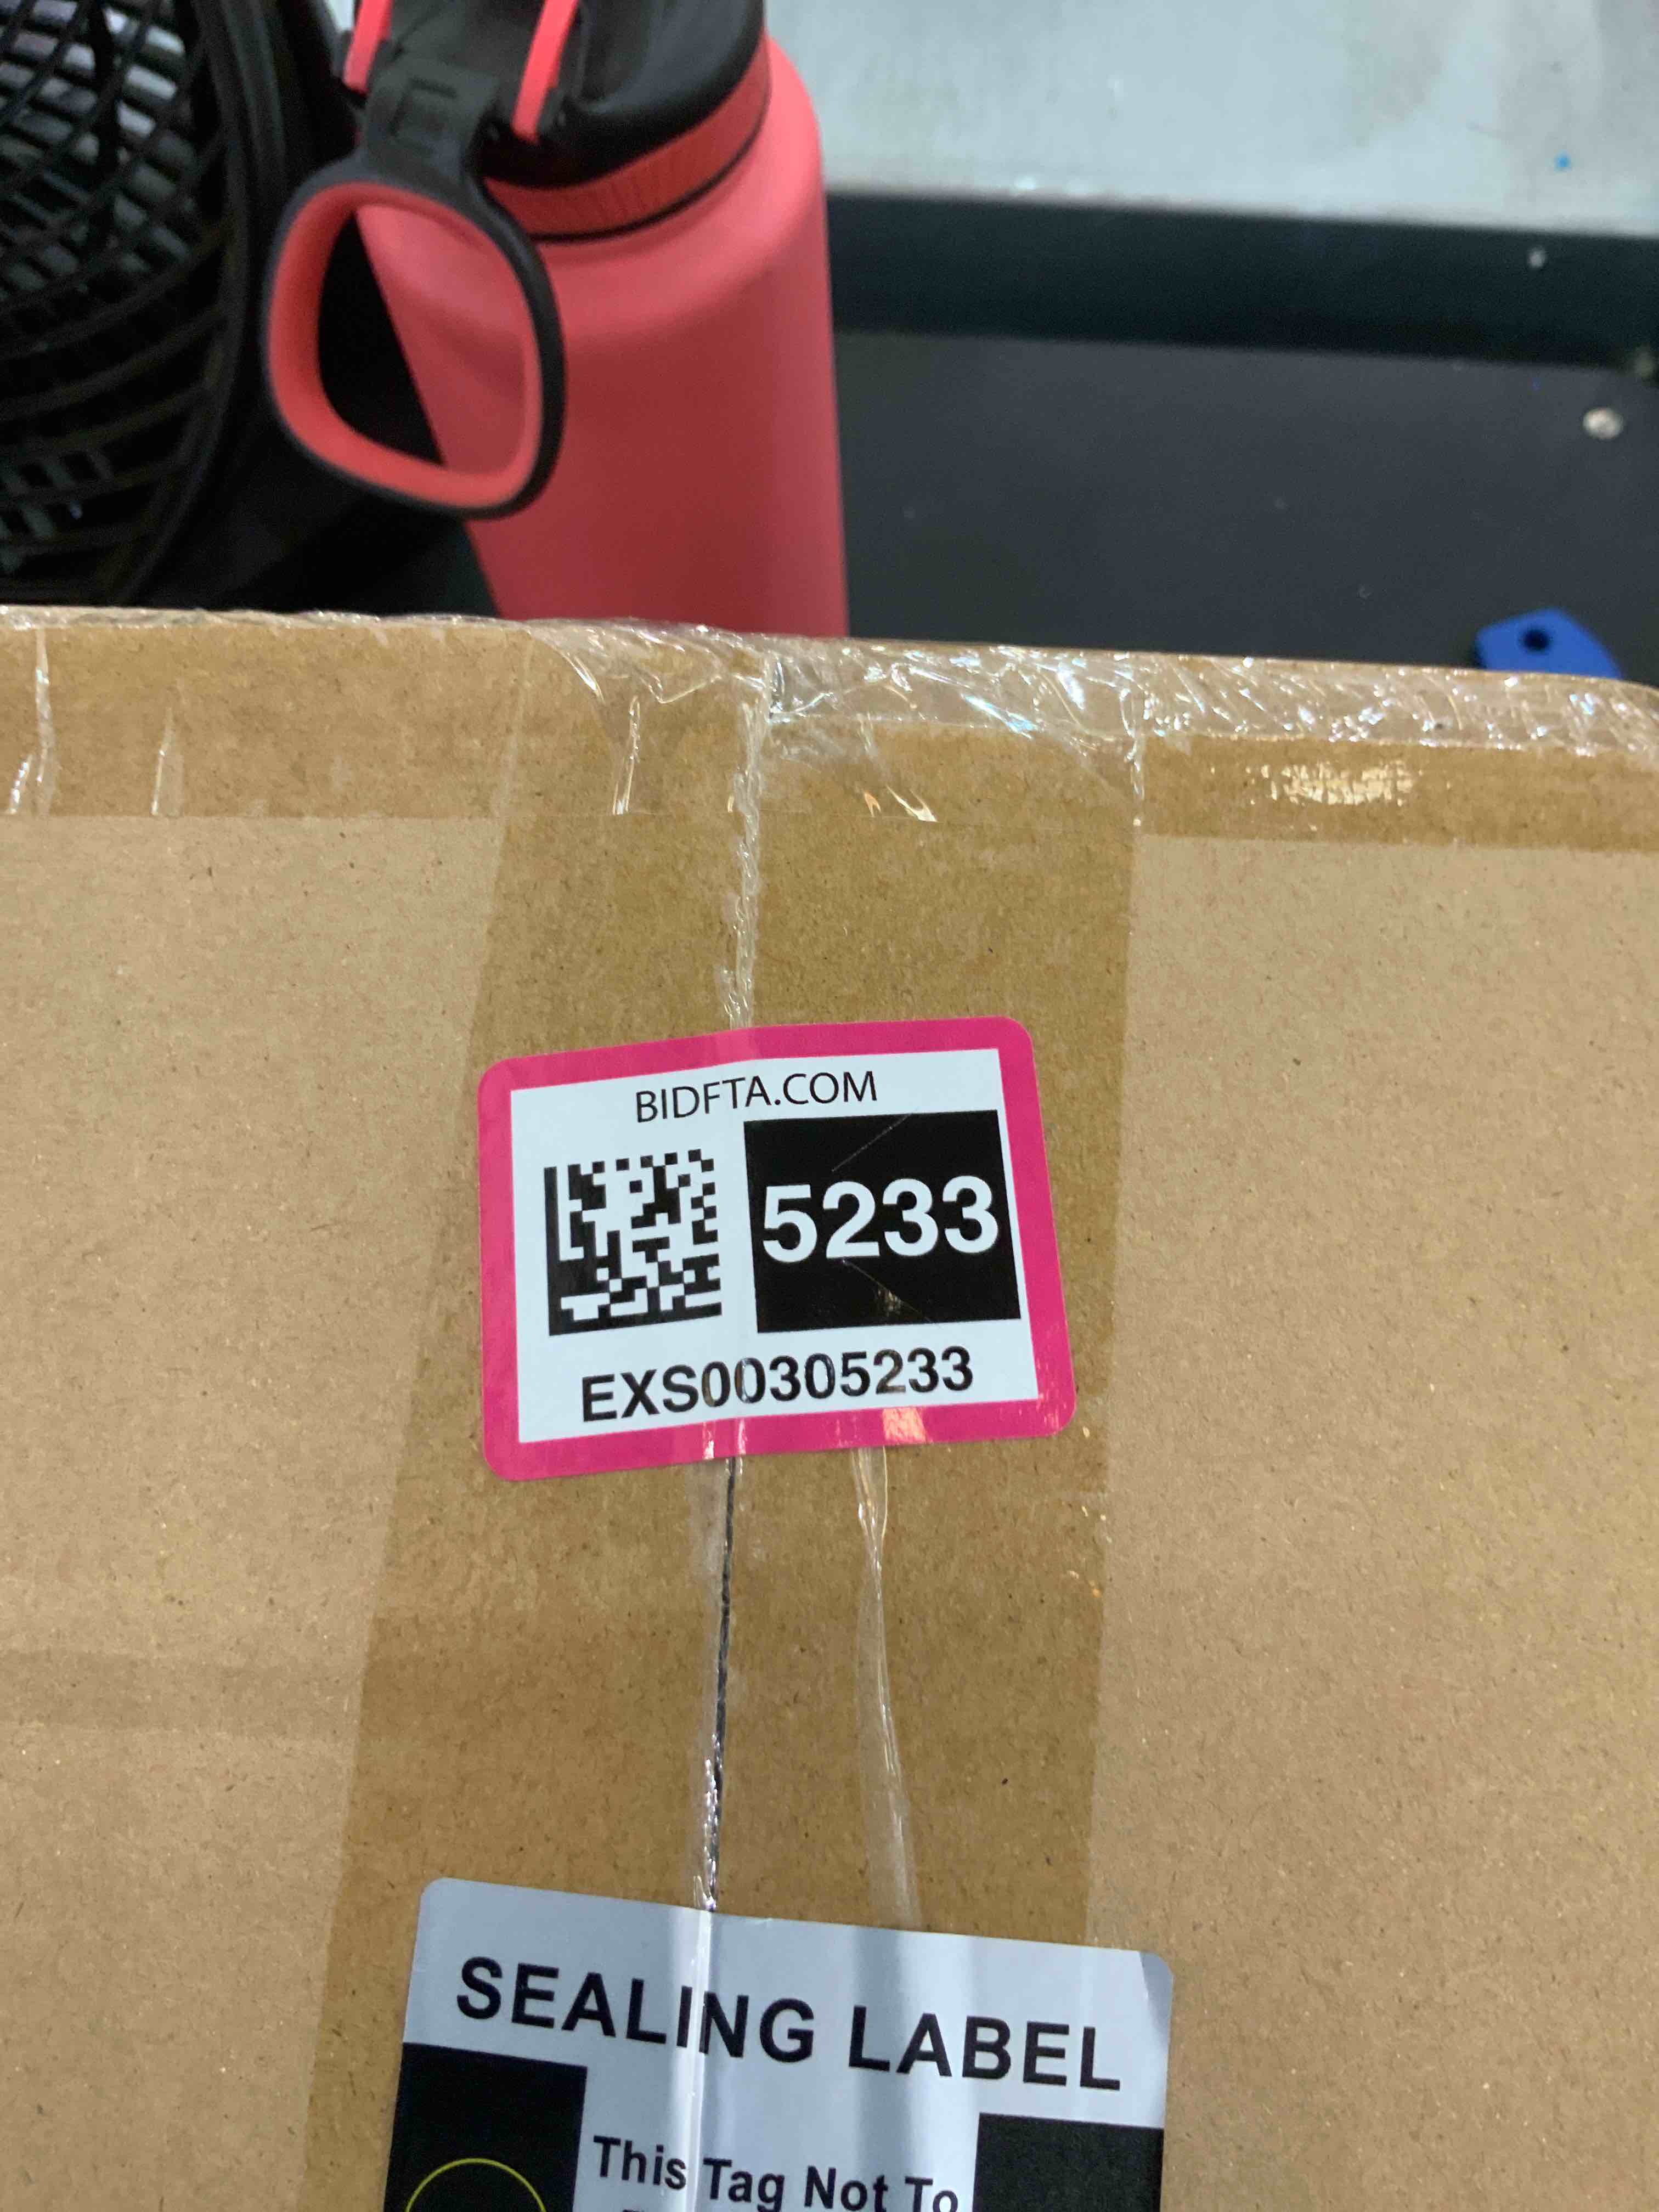 BIDFTA.COM
5233
EXS00305233
SEALING LABEL
This Tag Not To